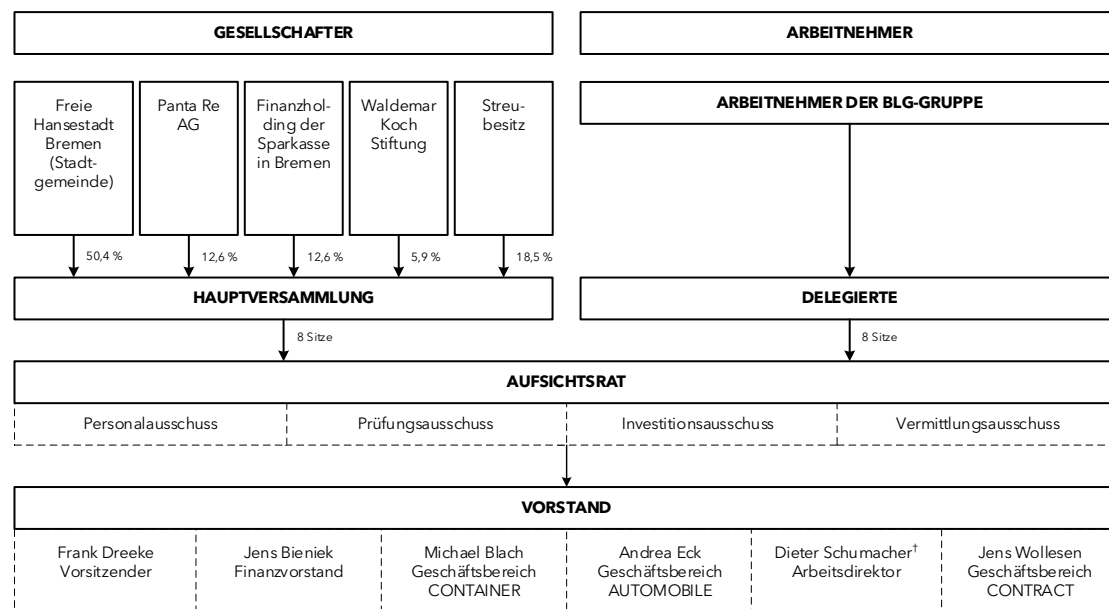 GESELLSCHAFTER
ARBEITNEHMER
Freie
Hansestadt
Bremen
(Stadt-
gemeinde)
Panta Re
AG
Finanzhol-
ding der
Sparkasse
in Bremen
Waldemar
Koch
Stiftung
Streu-
besitz
ARBEITNEHMER DER BLG-GRUPPE
50,4 %
12,6 %
12,6 %
5,9 %
18,5 %
HAUPTVERSAMMLUNG
DELEGIERTE
8 Sitze
8 Sitze
AUFSICHTSRAT
Personalausschuss
Prüfungsausschuss
Investitionsausschuss
Vermittlungsausschuss
VORSTAND
Frank Dreeke
Vorsitzender
Jens Bieniek
Finanzvorstand
Michael Blach
Geschäftsbereich
CONTAINER
Andrea Eck
Geschäftsbereich
AUTOMOBILE
Dieter Schumacher†
Arbeitsdirektor
Jens Wollesen
Geschäftsbereich
CONTRACT